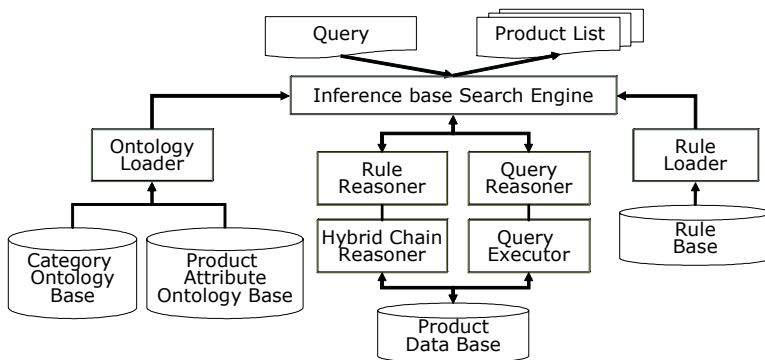 Query
Product List
Inference base Search Engine
Ontology
Loader
Rule
Reasoner
Query
Reasoner
Rule
Loader
Category
Ontology
Base
Product
Attribute
Ontology Base
Hybrid Chain
Reasoner
Query
Executor
Rule
Base
Product
Data Base